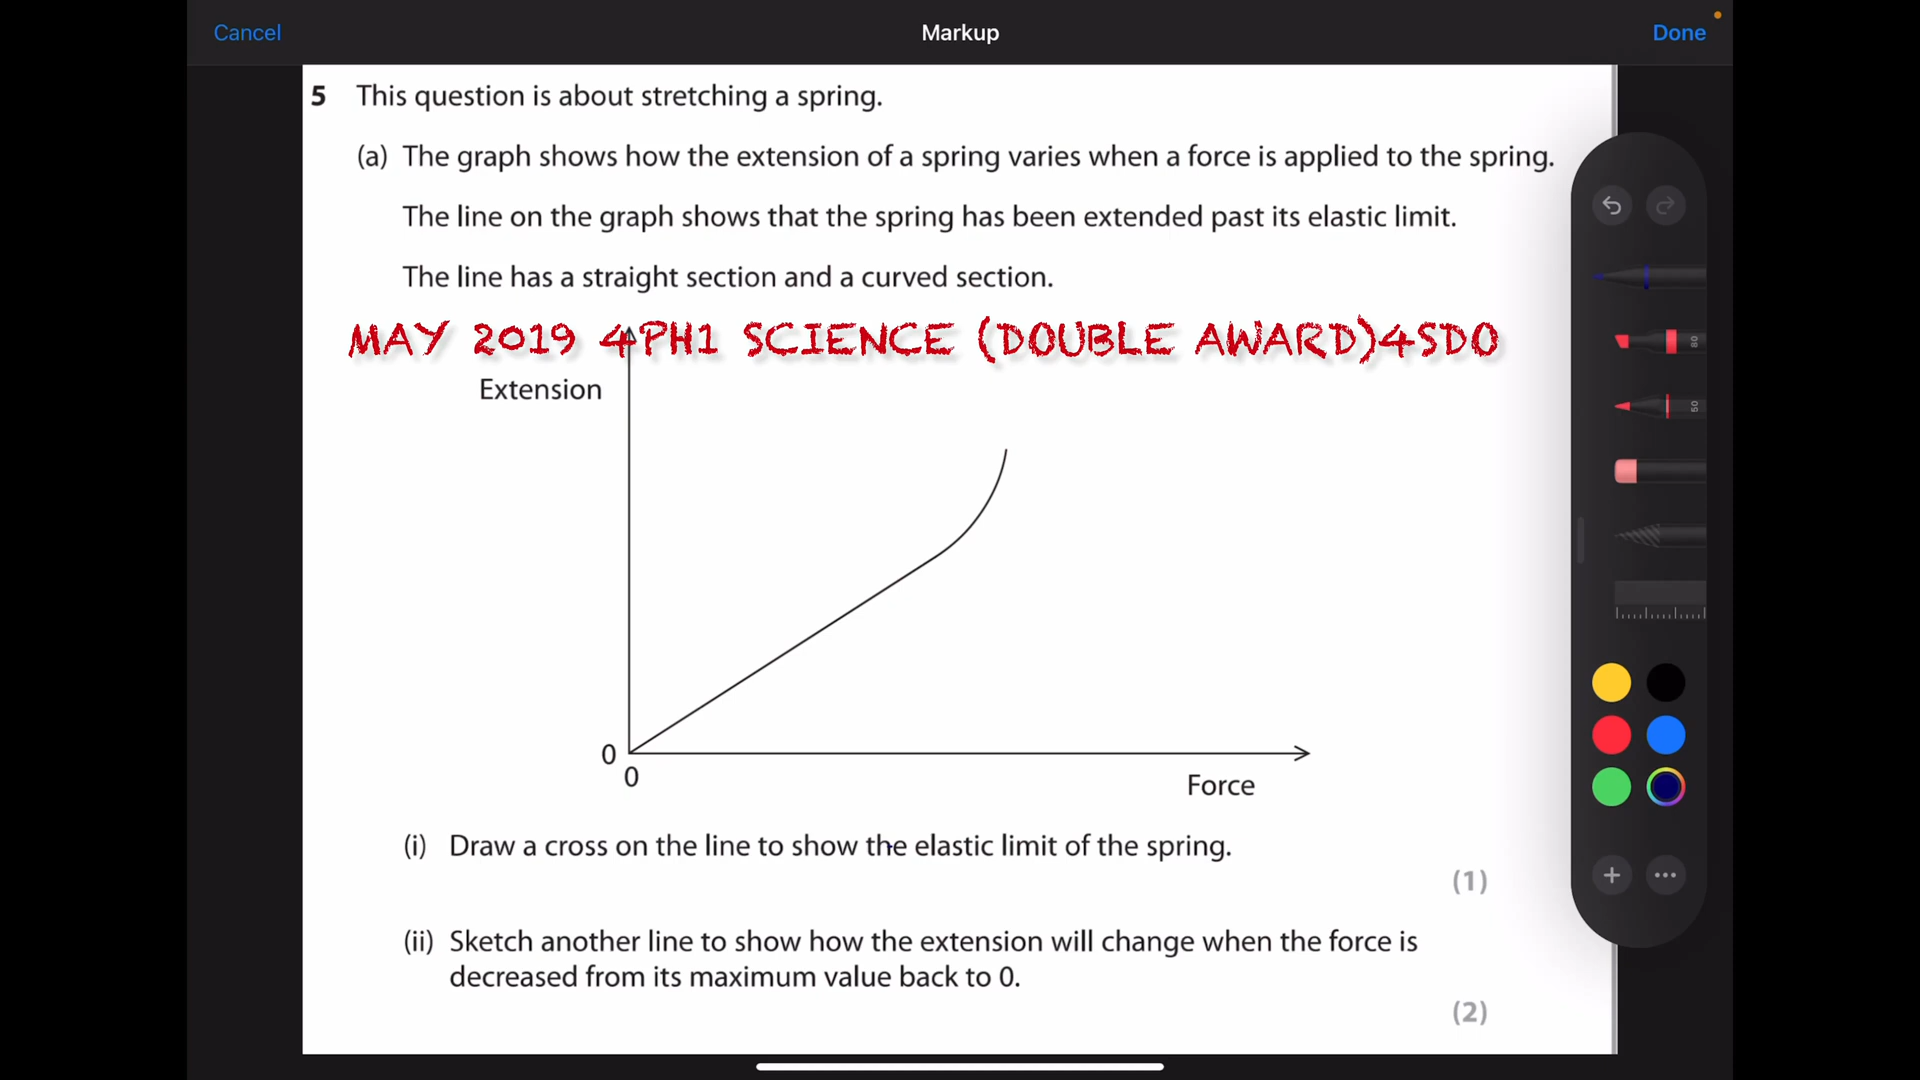 Cancel
Markup
Done
5 This question is about stretching a spring.
(a) The graph shows how the extension of a spring varies when a force is applied to the spring.
The line on the graph shows that the spring has been extended past its elastic limit.
The line has a straight section and a curved section.
MAY 2019 4PH1 SCIENCE (DOUBLE AWARD)4SD0
Extension
80
50
0
0
Force
(i) Draw a cross on the line to show the elastic limit of the spring.
(1)
(ii) Sketch another line to show how the extension will change when the force is
decreased from its maximum value back to 0.
(2)